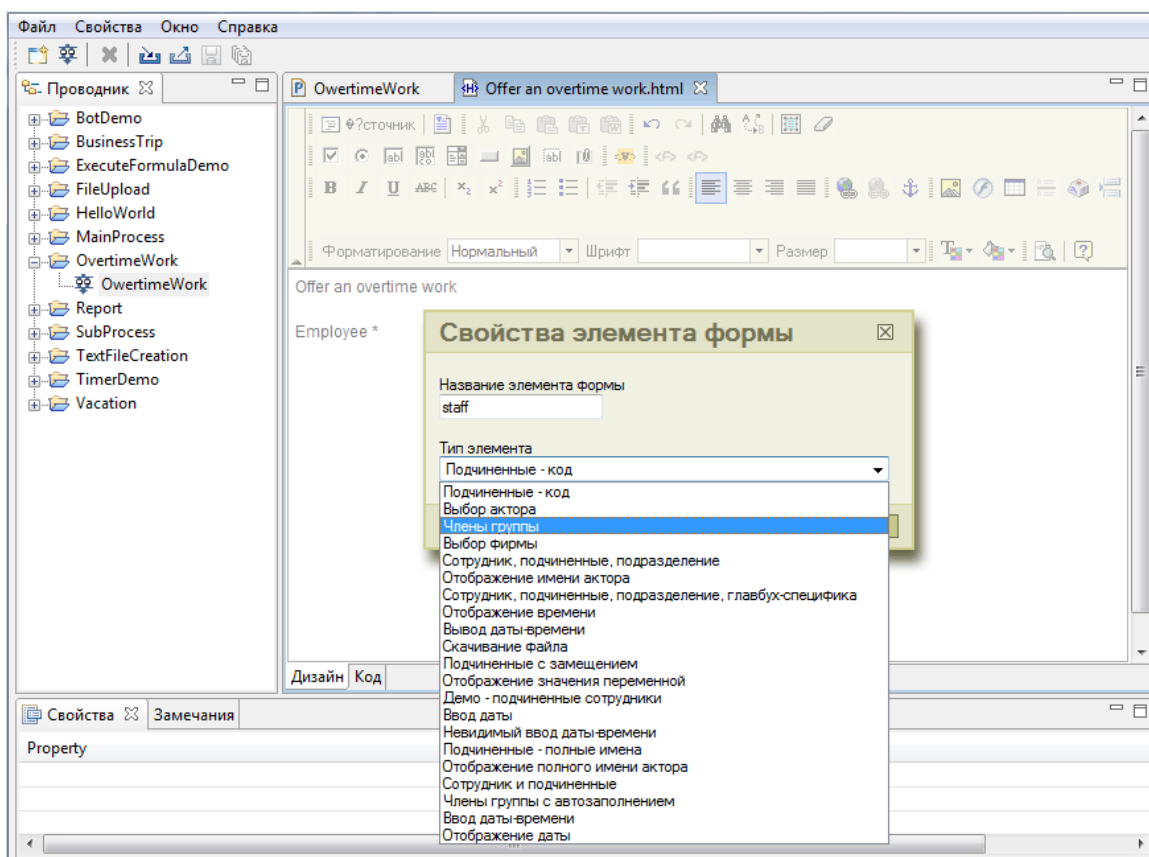 Файл Свойства Окно Справка
Проводник
BotDemo
BusinessTrip
ExecuteFormulaDemo
FileUpload
HelloWorld
MainProcess
OvertimeWork
OwertimeWork
Report
SubProcess
TextFileCreation
TimerDemo
Vacation
OwertimeWork Offer an overtime work.html
�?сточник
Форматирование Нормальный Шрифт Размер
Offer an overtime work
Employee *
Свойства элемента формы
Название элемента формы
staff
Тип элемента
Подчиненные - код
Подчиненные - код
Выбор актора
Члены группы
Выбор фирмы
Сотрудник, подчиненные, подразделение
Отображение имени актора
Сотрудник, подчиненные, подразделение, главбух-специфика
Отображение времени
Вывод даты-времени
Скачивание файла
Подчиненные с замещением
Отображение значения переменной
Демо - подчиненные сотрудники
Ввод даты
Невидимый ввод даты-времени
Подчиненные - полные имена
Отображение полного имени актора
Сотрудник и подчиненные
Члены группы с автозаполнением
Ввод даты-времени
Отображение даты
Дизайн Код
Свойства Замечания
Property